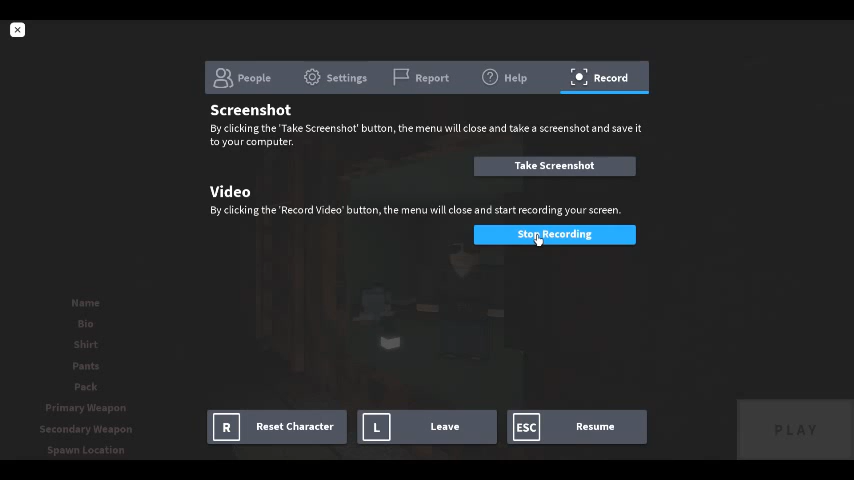 People Settings Report Help Record
Screenshot
By clicking the 'Take Screenshot' button, the menu will close and take a screenshot and save it
to your computer.
Take Screenshot
Video
By clicking the 'Record Video' button, the menu will close and start recording your screen.
Stop Recording
Name
Bio
Shirt
Pants
Pack
Primary Weapon
Secondary Weapon
Spawn Location
R Reset Character L Leave ESC Resume
PLAY